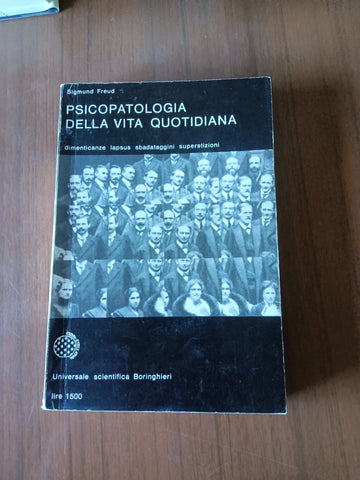 Sigmund Freud
PSICOPATOLOGIA
DELLA VITA QUOTIDIANA
dimenticanze lapsus sbadataggini superstizioni
Universale scientifica Boringhieri
lire 1500